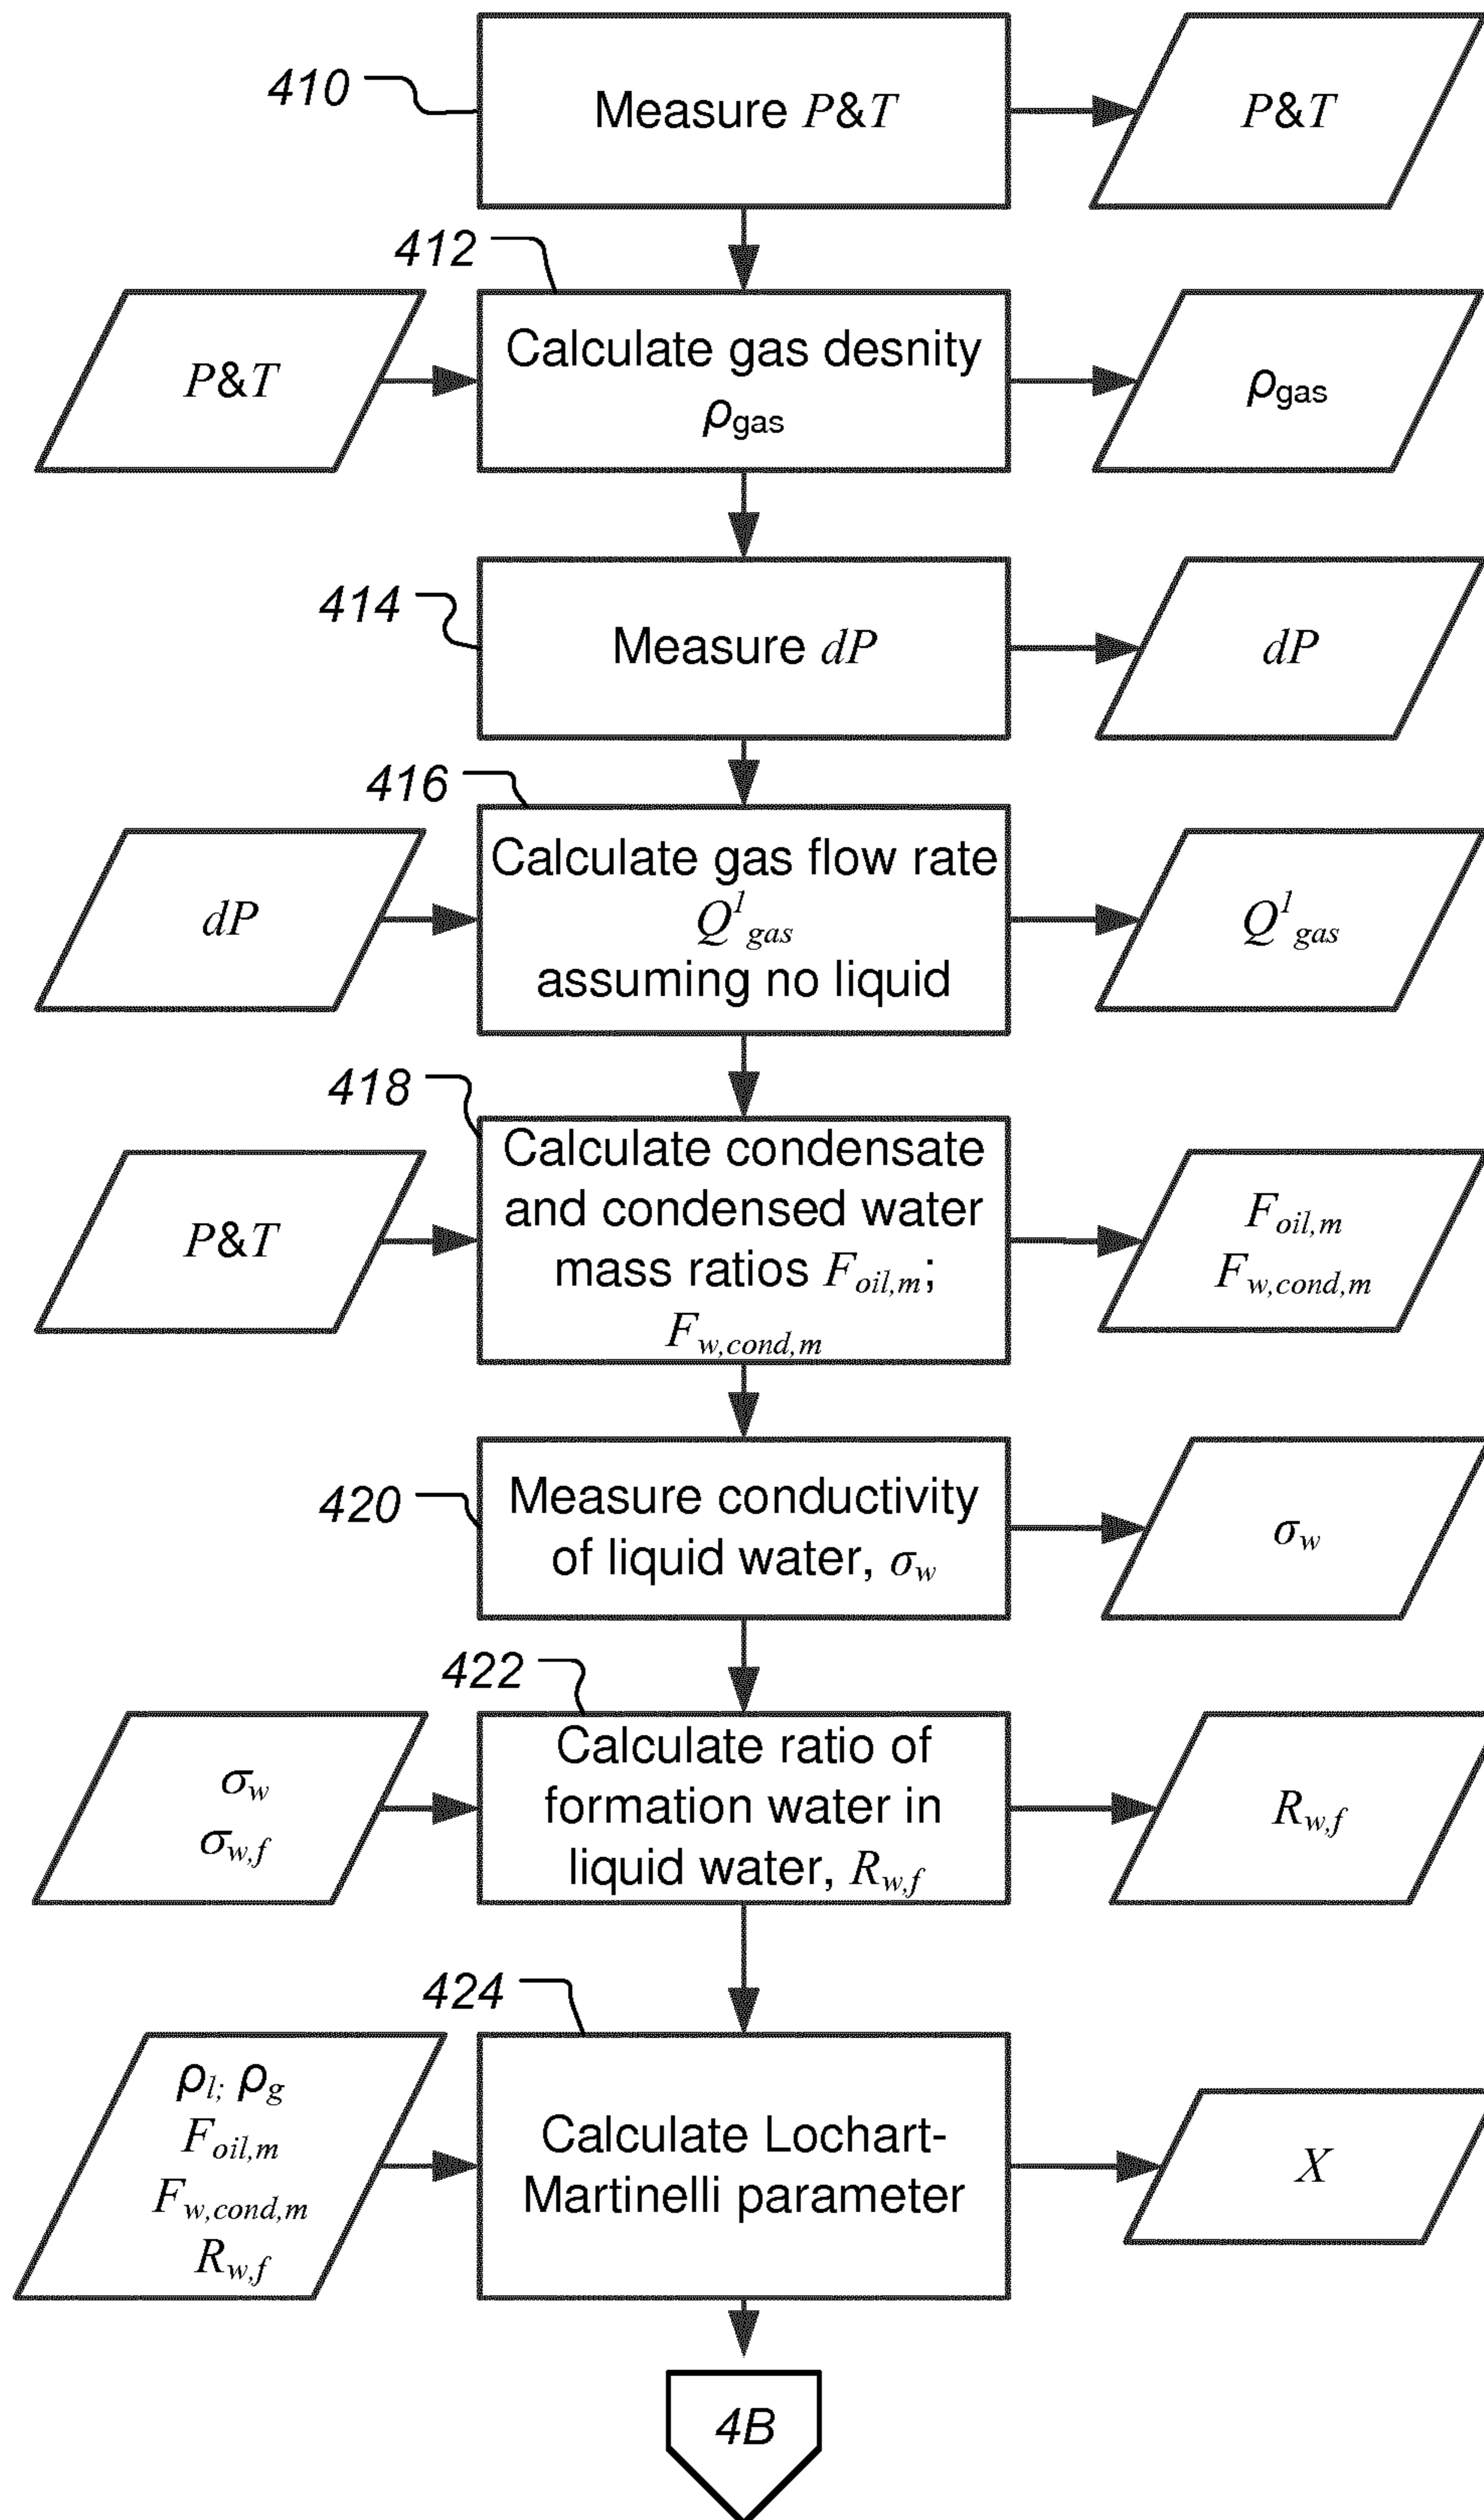 410
Measure P&T
P&T
412
P&T
Calculate gas desnity
ρgas
ρgas
414
Measure dP
dP
416
dP
Calculate gas flow rate
Q¹gas
assuming no liquid
Q¹gas
418
P&T
Calculate condensate
and condensed water
mass ratios Foil,m;
Fw,cond,m
Foil,m
Fw,cond,m
420
Measure conductivity
of liquid water, σw
σw
422
σw
σw,f
Calculate ratio of
formation water in
liquid water, Rw,f
Rw,f
424
ρl; ρg
Foil,m
Fw,cond,m
Rw,f
Calculate Lochart-
Martinelli parameter
X
4B